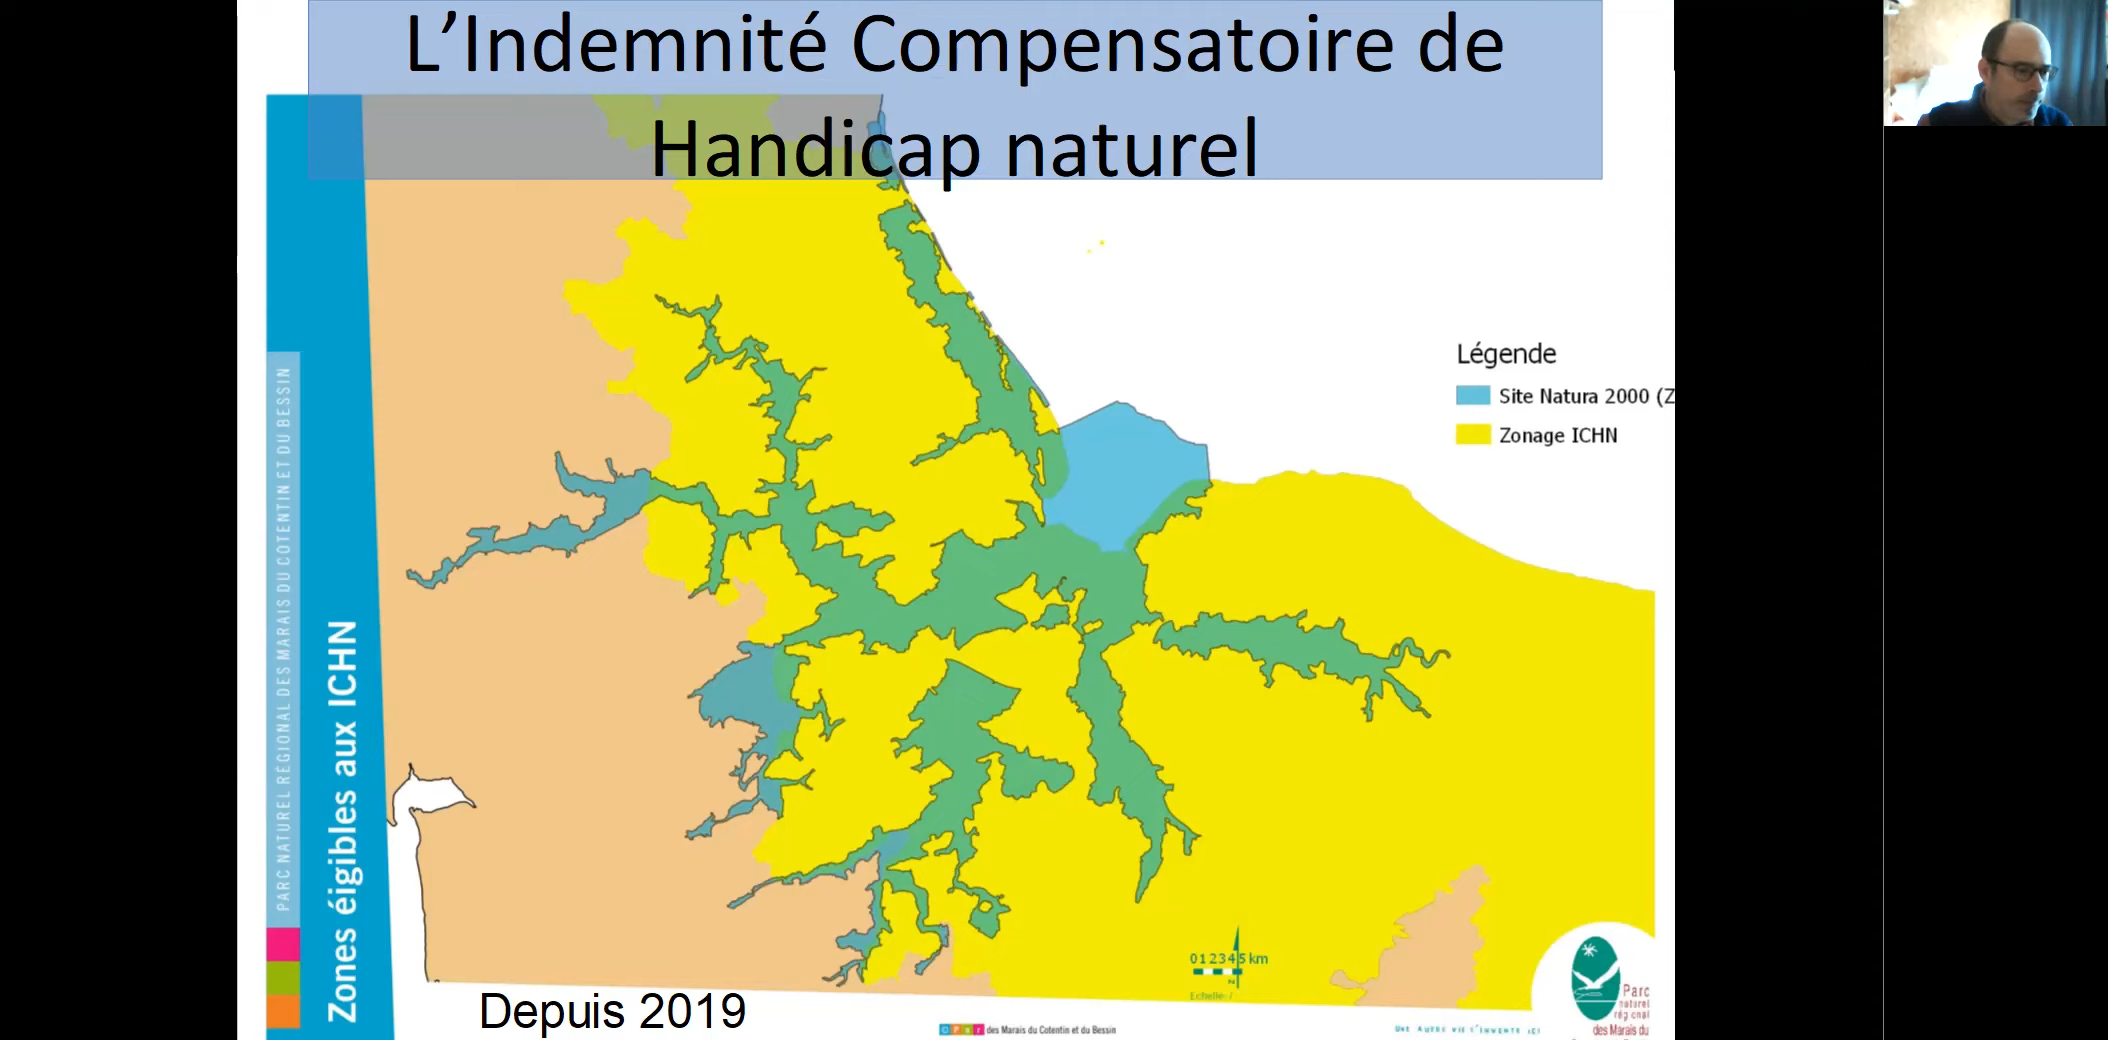 L’Indemnité Compensatoire de
Handicap naturel
Légende
Site Natura 2000 (Z
Zonage ICHN
PARC NATUREL RÉGIONAL DES MARAIS DU COTENTIN ET DU BESSIN
Zones éigibles aux ICHN
0 1 2 3 4 5 km
N
Echelle: /
Depuis 2019
des Marais du Cotentin et du Bessin
UNE AUTRE VIE S'INVENTE ICI
Parc
naturel
régional
des Marais du